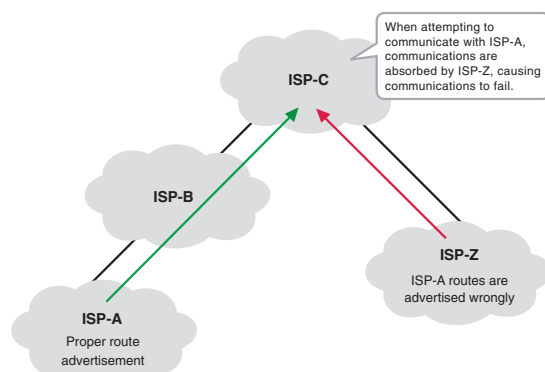 When attempting to
communicate with ISP-A,
communications are
absorbed by ISP-Z, causing
communications to fail.
ISP-C
ISP-B
ISP-Z
ISP-A routes are
advertised wrongly
ISP-A
Proper route
advertisement